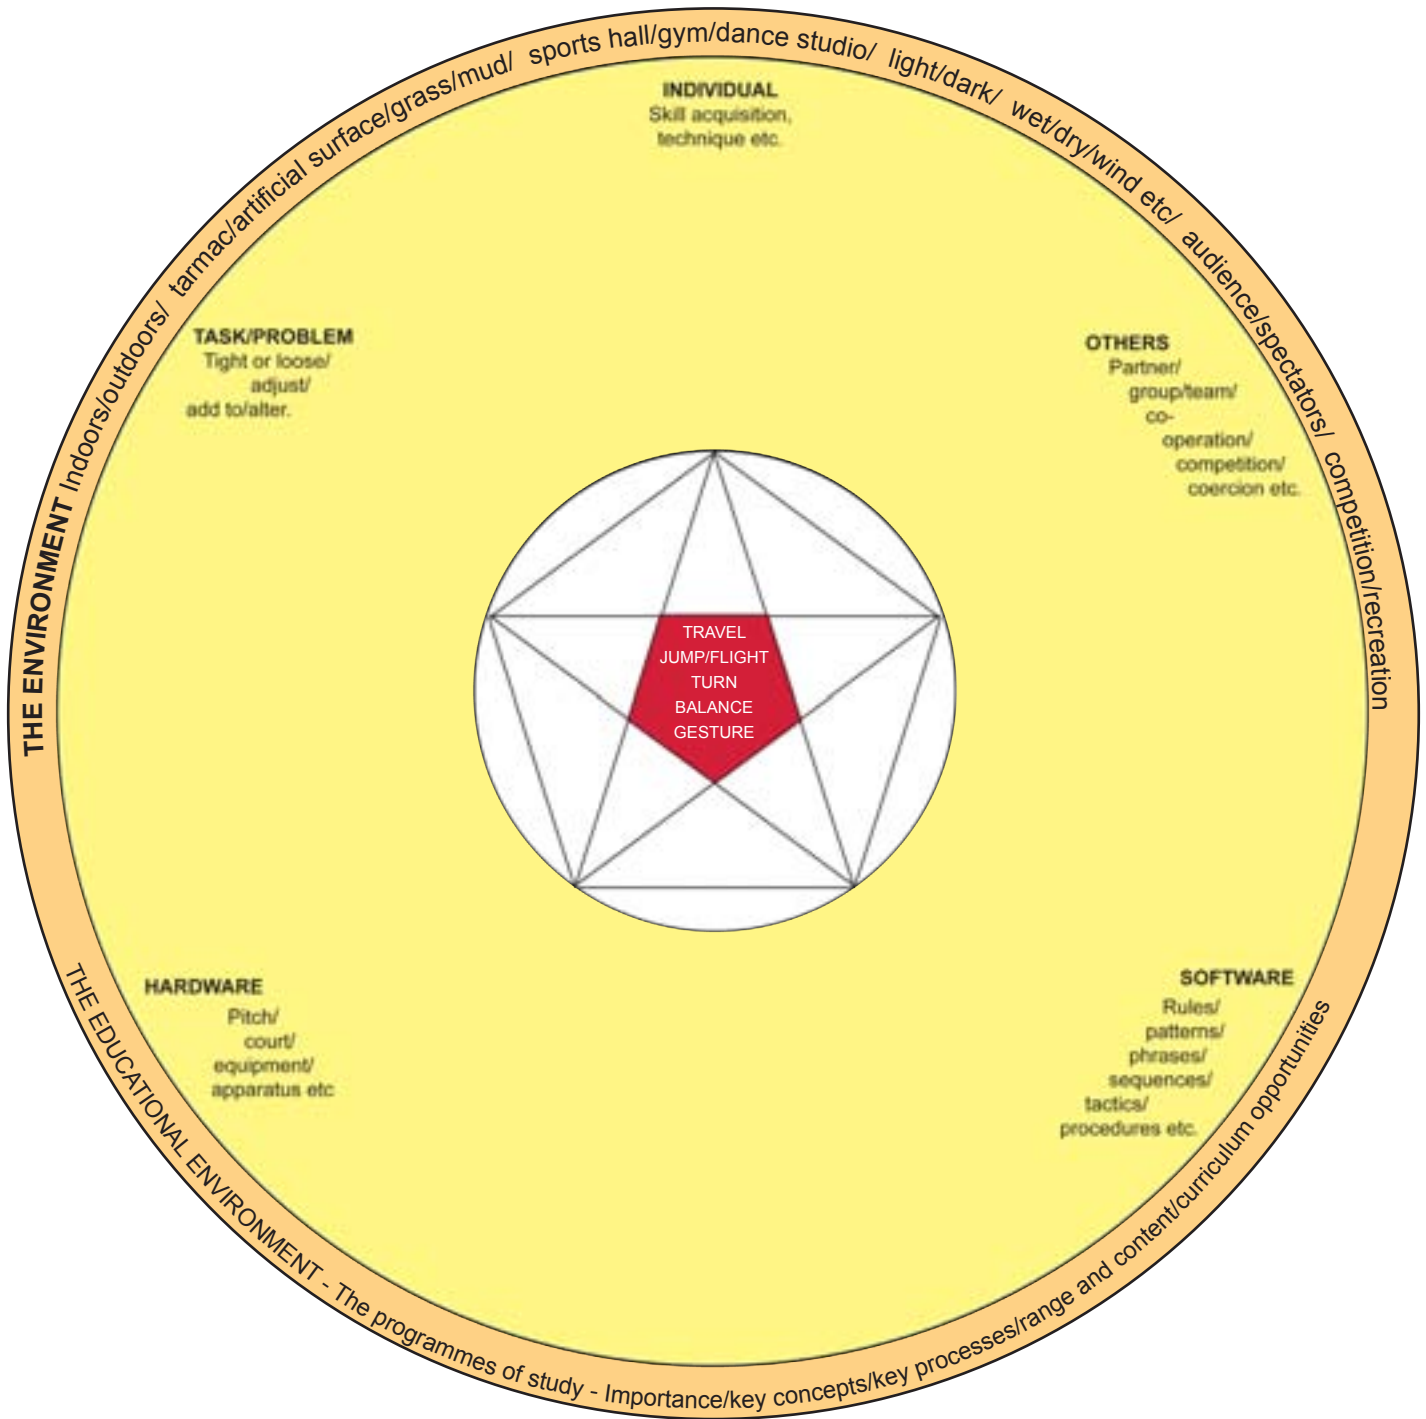 THE ENVIRONMENT Indoors/outdoors/ tarmac/artificial surface/grass/mud/ sports hall/gym/dance studio/ light/dark/ wet/dry/wind etc/ audience/spectators/ competition/recreation
INDIVIDUAL
Skill acquisition,
technique etc.
TASK/PROBLEM
Tight or loose/
adjust/
add to/alter.
OTHERS
Partner/
group/team/
co-
operation/
competition/
coercion etc.
TRAVEL
JUMP/FLIGHT
TURN
BALANCE
GESTURE
HARDWARE
Pitch/
court/
equipment/
apparatus etc
SOFTWARE
Rules/
patterns/
phrases/
sequences/
tactics/
procedures etc.
THE EDUCATIONAL ENVIRONMENT - The programmes of study - Importance/key concepts/key processes/range and content/curriculum opportunities